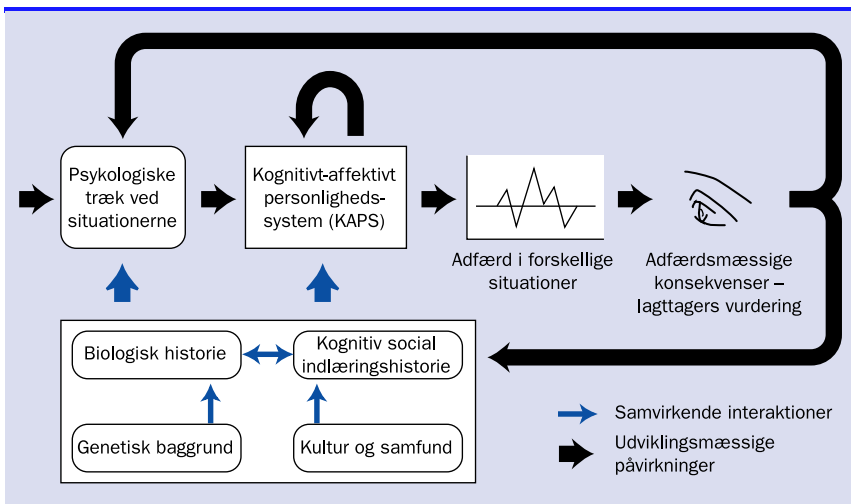 Psykologiske
træk ved
situationerne
Kognitivt-affektivt
personligheds-
system (KAPS)
Adfærd i forskellige
situationer
Adfærdsmæssige
konsekvenser –
Iagttagers vurdering
Biologisk historie
Kognitiv social
indlæringshistorie
Genetisk baggrund
Kultur og samfund
Samvirkende interaktioner
Udviklingsmæssige
påvirkninger